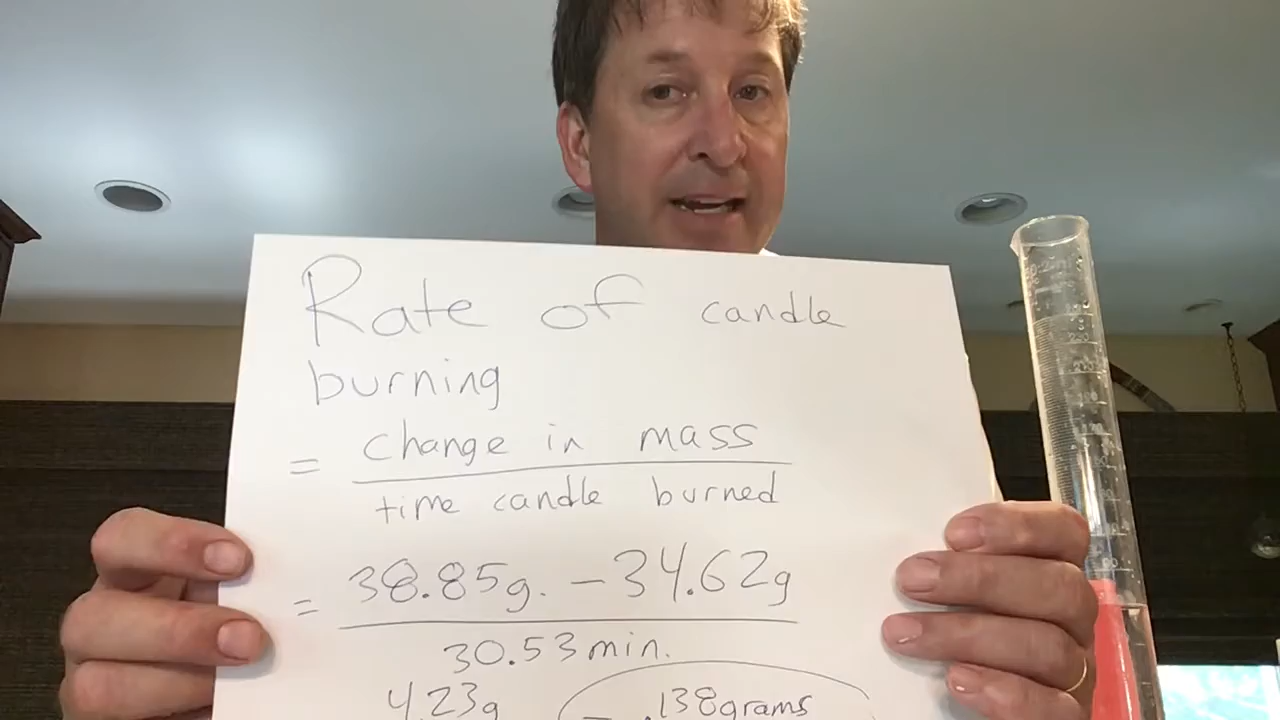 Rate of candle
burning
= change in mass
time candle burned
= 38.85g. - 34.62g
30.53 min.
4.23g = .138grams